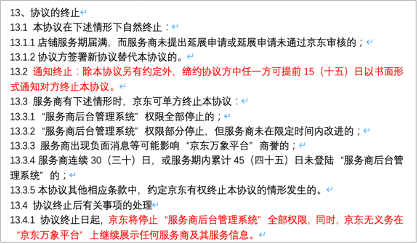 13、协议的终止
13.1 本协议在下述情形下自然终止：
13.1.1 店铺服务期届满，而服务商未提出延展申请或延展申请未通过京东审核的；
13.1.2 协议方签署新协议替代本协议的。
13.2 通知终止：除本协议另有约定外，缔约协议方中任一方可提前 15（十五）日以书面形
式通知对方终止本协议。
13.3 服务商有下述情形时，京东可单方终止本协议：
13.3.1 “服务商后台管理系统”权限全部停止的；
13.3.2 “服务商后台管理系统”权限部分停止，但服务商未在限定时间内改进的；
13.3.3 服务商出现负面消息等可能影响“京东万象平台”商誉的；
13.3.4 服务商连续 30（三十）日，或服务期内累计 45（四十五）日未登陆“服务商后台管
理系统”的；
13.3.5 本协议其他相应条款中，约定京东有权终止本协议的情形发生的。
13.4 协议终止后有关事项的处理
13.4.1 协议终止日起，京东将停止“服务商后台管理系统”全部权限，同时，京东无义务在
“京东万象平台”上继续展示任何服务商及其服务信息。